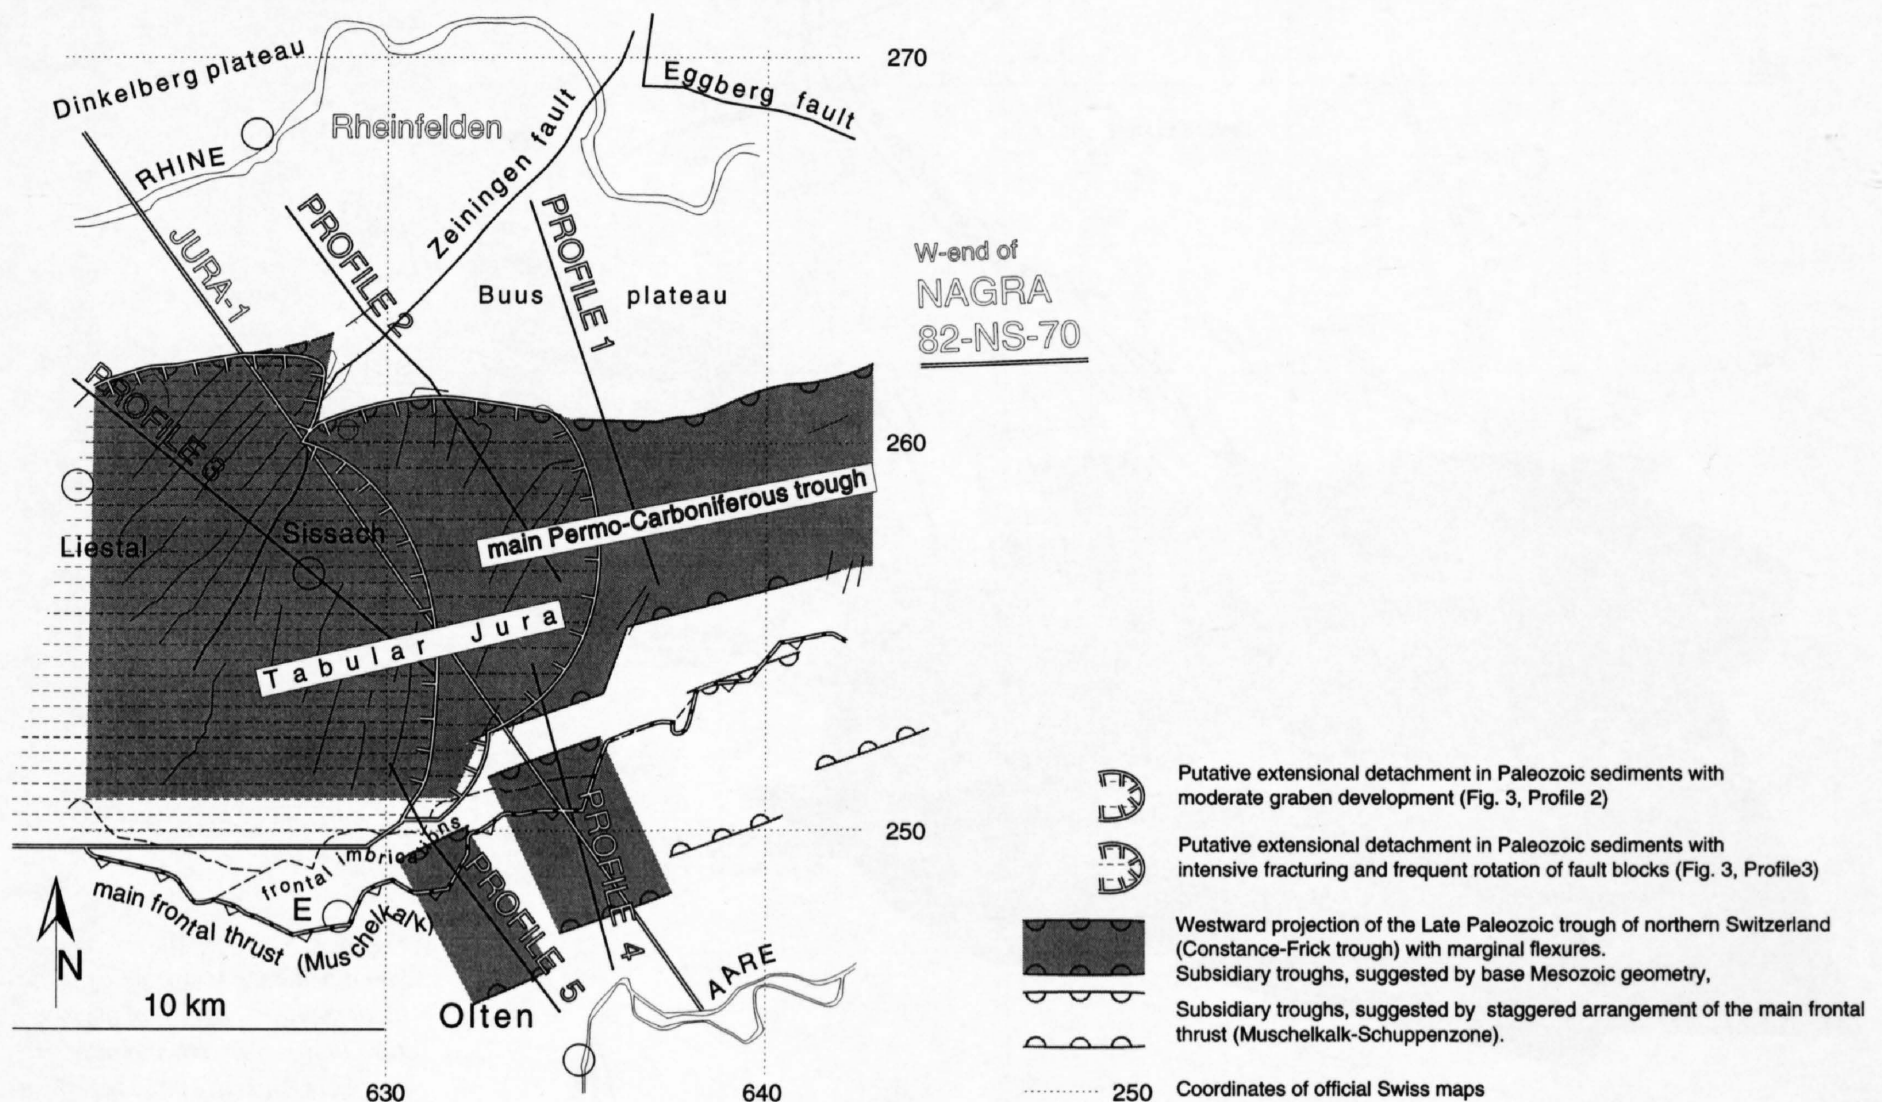 Dinkelberg plateau
270
Eggberg fault
Rheinfelden
RHINE
Zeiningen fault
PROFILE 2
PROFILE 1
JURA-1
W-end of
NAGRA
82-NS-70
Buus plateau
PROFILE 3
260
main Permo-Carboniferous trough
Sissach
Liestal
Tabular Jura
250
PROFILE 4
PROFILE 5
frontal imbrications
E
main frontal thrust (Muschelkalk)
N
10 km
Olten
AARE
630
640
Putative extensional detachment in Paleozoic sediments with
moderate graben development (Fig. 3, Profile 2)
Putative extensional detachment in Paleozoic sediments with
intensive fracturing and frequent rotation of fault blocks (Fig. 3, Profile3)
Westward projection of the Late Paleozoic trough of northern Switzerland
(Constance-Frick trough) with marginal flexures.
Subsidiary troughs, suggested by base Mesozoic geometry,
Subsidiary troughs, suggested by staggered arrangement of the main frontal
thrust (Muschelkalk-Schuppenzone).
250 Coordinates of official Swiss maps